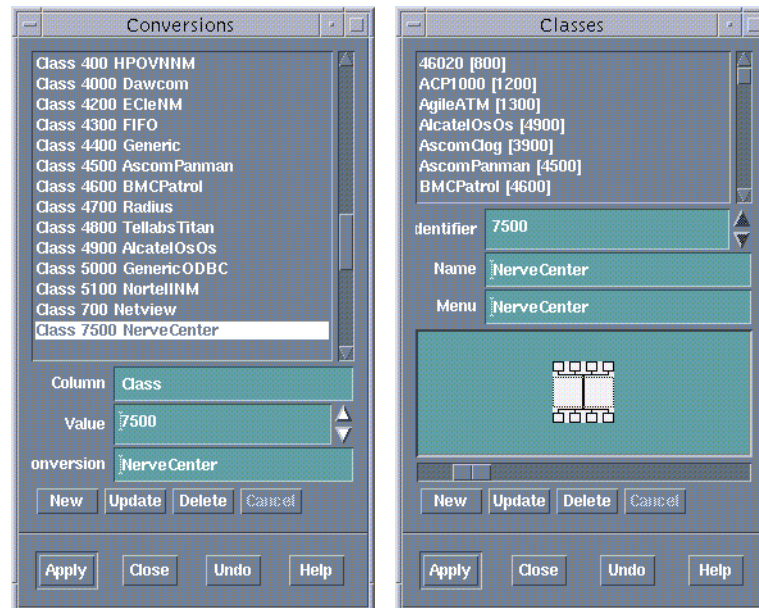 Conversions
Class 400 HPOVNNM
Class 4000 Dawcom
Class 4200 ECIeNM
Class 4300 FIFO
Class 4400 Generic
Class 4500 AscomPanman
Class 4600 BMCPatrol
Class 4700 Radius
Class 4800 TellabsTitan
Class 4900 AlcatelOsOs
Class 5000 GenericODBC
Class 5100 NortelINM
Class 700 Netview
Class 7500 NerveCenter
Column Class
Value 7500
onversion NerveCenter
New Update Delete Cancel
Apply Close Undo Help
Classes
46020 [800]
ACP1000 [1200]
AgileATM [1300]
AlcatelOsOs [4900]
AscomClog [3900]
AscomPanman [4500]
BMCPatrol [4600]
dentifier 7500
Name NerveCenter
Menu NerveCenter
New Update Delete Cancel
Apply Close Undo Help